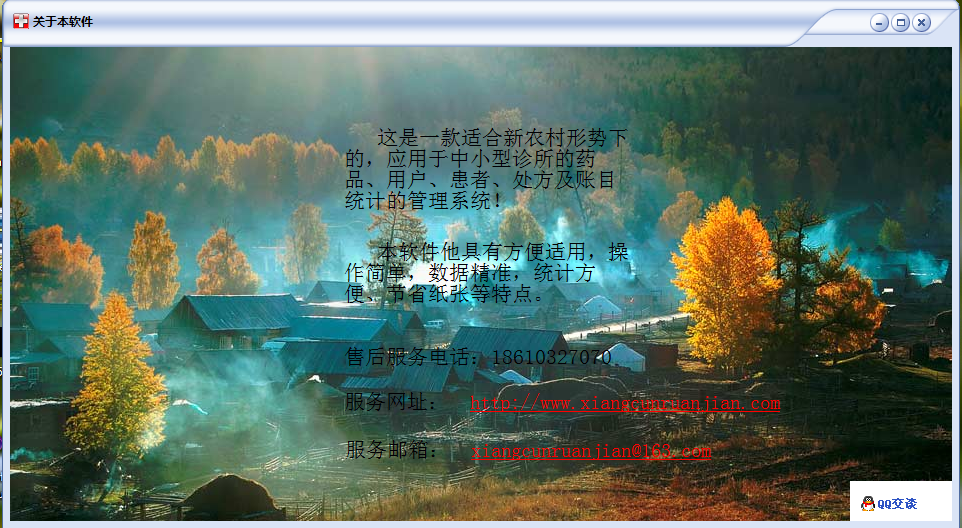 关于本软件
这是一款适合新农村形势下
的，应用于中小型诊所的药
品、用户、患者、处方及账目
统计的管理系统！
本软件他具有方便适用，操
作简单，数据精准，统计方
便、节省纸张等特点。
售后服务电话：18610327070
服务网址： http://www.xiangcunruanjian.com
服务邮箱： xiangcunruanjian@163.com
QQ交谈